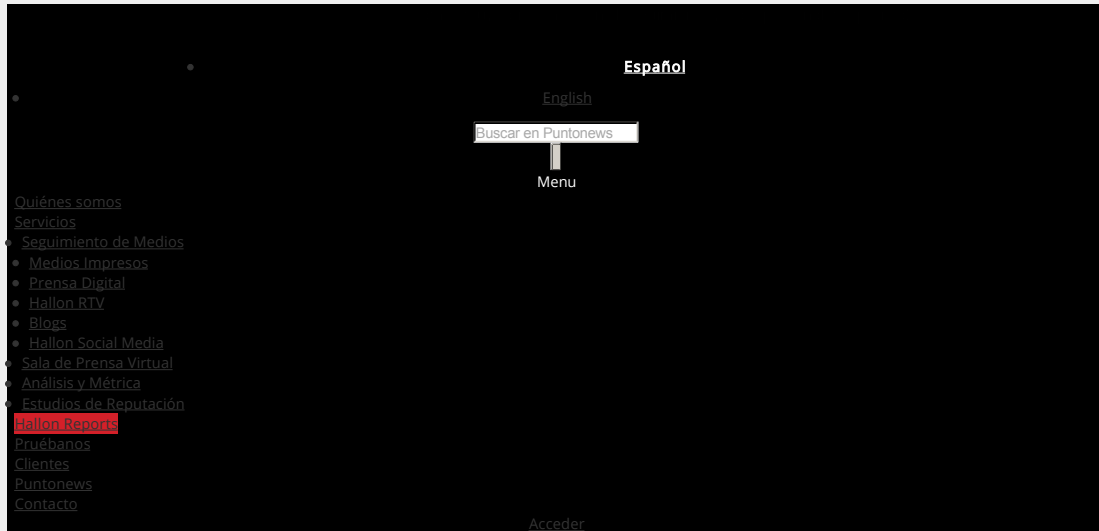 Español
English
Buscar en Puntonews
Menu
Quiénes somos
Servicios
Seguimiento de Medios
Medios Impresos
Prensa Digital
Hallon RTV
Blogs
Hallon Social Media
Sala de Prensa Virtual
Análisis y Métrica
Estudios de Reputación
Hallon Reports
Pruébanos
Clientes
Puntonews
Contacto
Acceder